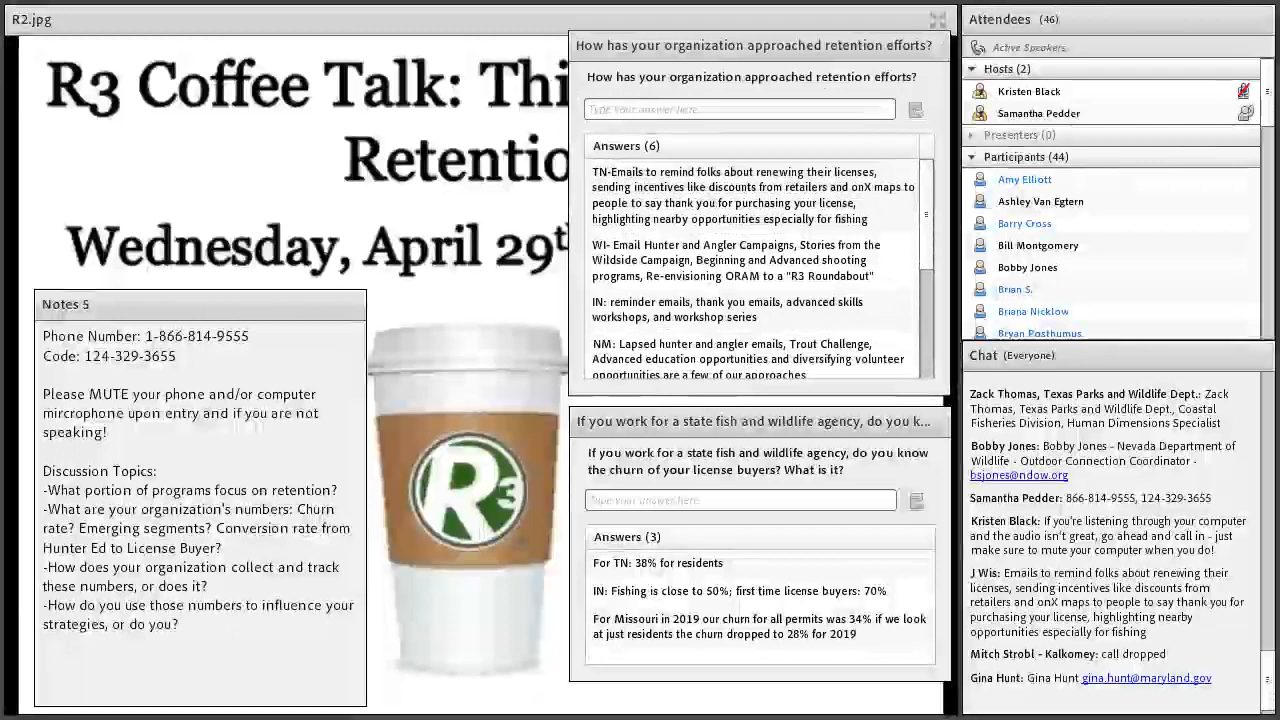 R2.jpg
R3 Coffee Talk: Thi
Retentio
Wednesday, April 29th
Notes 5
Phone Number: 1-866-814-9555
Code: 124-329-3655
Please MUTE your phone and/or computer
mircrophone upon entry and if you are not
speaking!
Discussion Topics:
-What portion of programs focus on retention?
-What are your organization's numbers: Churn
rate? Emerging segments? Conversion rate from
Hunter Ed to License Buyer?
-How does your organization collect and track
these numbers, or does it?
-How do you use those numbers to influence your
strategies, or do you?
R3
How has your organization approached retention efforts?
How has your organization approached retention efforts?
Type your answer here.
Answers (6)
TN-Emails to remind folks about renewing their licenses,
sending incentives like discounts from retailers and onX maps to
people to say thank you for purchasing your license,
highlighting nearby opportunities especially for fishing
WI- Email Hunter and Angler Campaigns, Stories from the
Wildside Campaign, Beginning and Advanced shooting
programs, Re-envisioning ORAM to a "R3 Roundabout"
IN: reminder emails, thank you emails, advanced skills
workshops, and workshop series
NM: Lapsed hunter and angler emails, Trout Challenge,
Advanced education opportunities and diversifying volunteer
opportunities are a few of our approaches
If you work for a state fish and wildlife agency, do you k...
If you work for a state fish and wildlife agency, do you know
the churn of your license buyers? What is it?
Type your answer here.
Answers (3)
For TN: 38% for residents
IN: Fishing is close to 50%; first time license buyers: 70%
For Missouri in 2019 our churn for all permits was 34% if we look
at just residents the churn dropped to 28% for 2019
Attendees (46)
Active Speakers
Hosts (2)
Kristen Black
Samantha Pedder
Presenters (0)
Participants (44)
Amy Elliott
Ashley Van Egtern
Barry Cross
Bill Montgomery
Bobby Jones
Brian S.
Briana Nicklow
Bryan Posthumus
Chat (Everyone)
Zack Thomas, Texas Parks and Wildlife Dept.: Zack
Thomas, Texas Parks and Wildlife Dept., Coastal
Fisheries Division, Human Dimensions Specialist
Bobby Jones: Bobby Jones - Nevada Department of
Wildlife - Outdoor Connection Coordinator -
bsjones@ndow.org
Samantha Pedder: 866-814-9555, 124-329-3655
Kristen Black: If you're listening through your computer
and the audio isn't great, go ahead and call in - just
make sure to mute your computer when you do!
J Wis: Emails to remind folks about renewing their
licenses, sending incentives like discounts from
retailers and onX maps to people to say thank you for
purchasing your license, highlighting nearby
opportunities especially for fishing
Mitch Strobl - Kalkomey: call dropped
Gina Hunt: Gina Hunt gina.hunt@maryland.gov